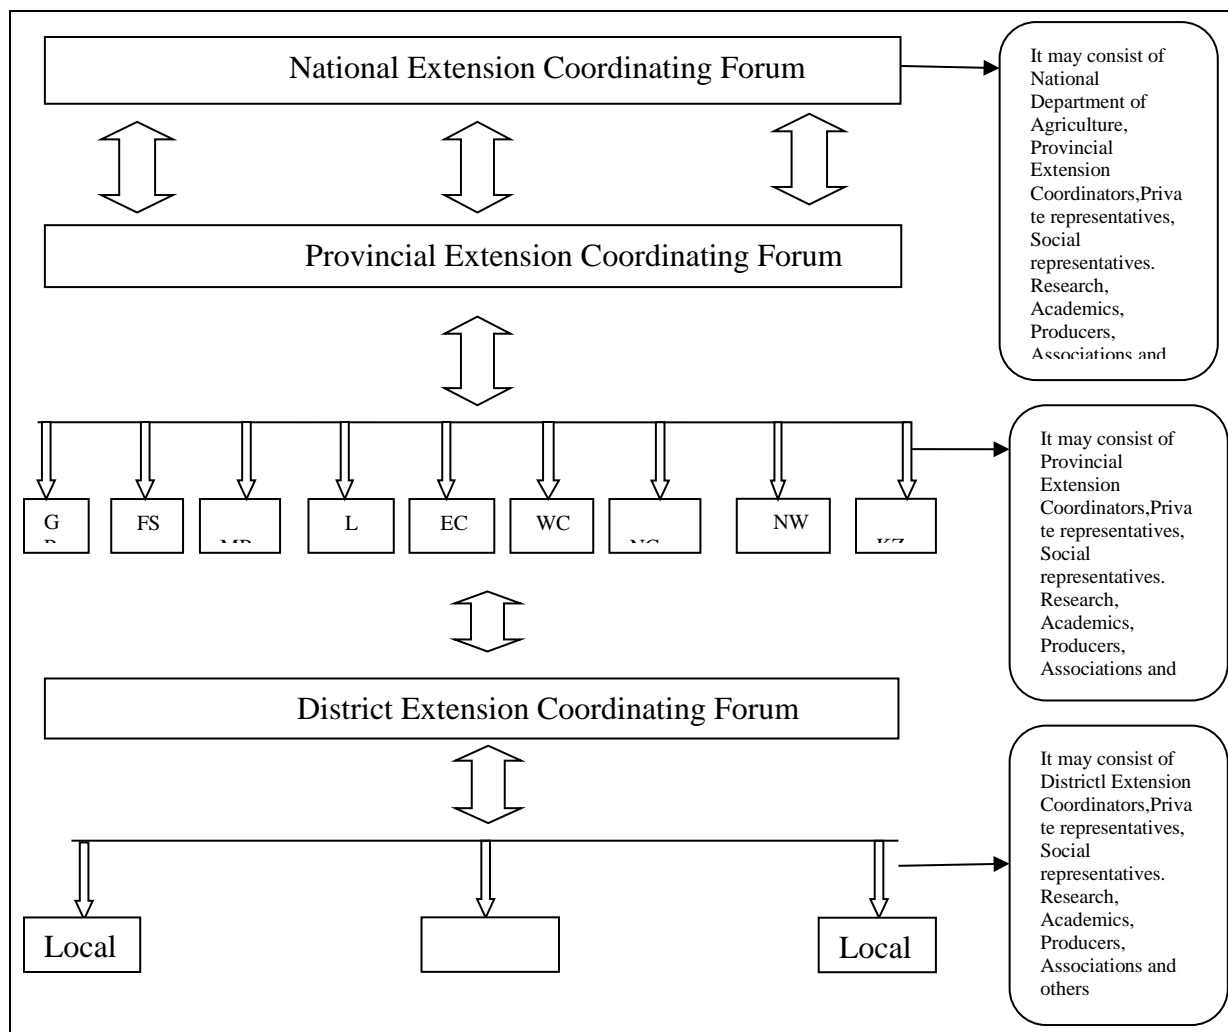 National Extension Coordinating Forum
It may consist of
National
Department of
Agriculture,
Provincial
Extension
Coordinators,Priva
te representatives,
Social
representatives.
Research,
Academics,
Producers,
Associations and
Provincial Extension Coordinating Forum
G
FS
L
EC
WC
NW
It may consist of
Provincial
Extension
Coordinators,Priva
te representatives,
Social
representatives.
Research,
Academics,
Producers,
Associations and
District Extension Coordinating Forum
It may consist of
Districtl Extension
Coordinators,Priva
te representatives,
Social
representatives.
Research,
Academics,
Producers,
Associations and
others
Local
Local